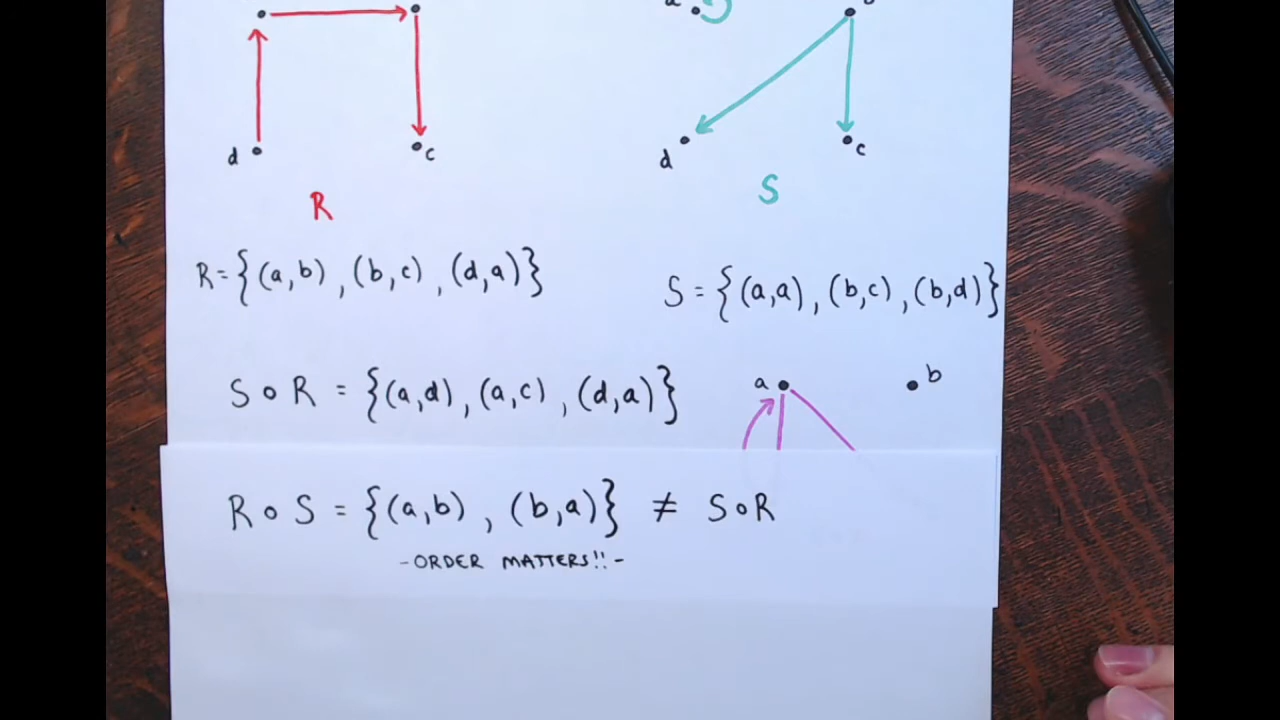 d
c
d
c
R
S
R = {(a,b), (b,c), (d,a)}
S = {(a,a), (b,c), (b,d)}
S ∘ R = {(a,d), (a,c), (d,a)}
a
b
R ∘ S = {(a,b), (b,a)} ≠ S∘R
-ORDER MATTERS!!-